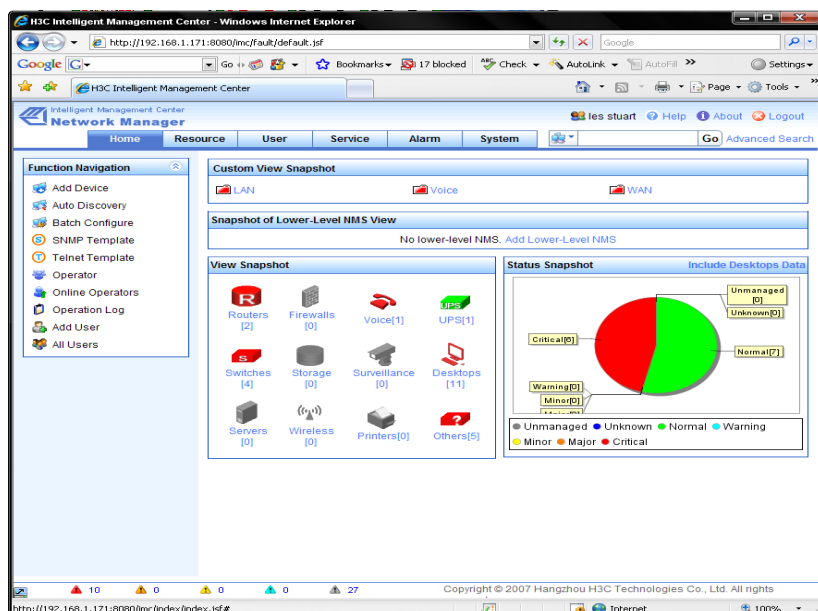 H3C Intelligent Management Center - Windows Internet Explorer
http://192.168.1.171:8080/imc/fault/default.jsf
Google
Google G Go Bookmarks 17 blocked ABC Check AutoLink AutoFill Settings
H3C Intelligent Management Center
Page Tools
Intelligent Management Center
Network Manager
les stuart Help About Logout
Home Resource User Service Alarm System Go Advanced Search
Function Navigation
Add Device
Auto Discovery
Batch Configure
SNMP Template
Telnet Template
Operator
Online Operators
Operation Log
Add User
All Users
Custom View Snapshot
LAN Voice WAN
Snapshot of Lower-Level NMS View
No lower-level NMS. Add Lower-Level NMS
View Snapshot
Routers [2]
Firewalls [0]
Voice[1]
UPS
UPS[1]
Switches [4]
Storage [0]
Surveillance [0]
Desktops [11]
Servers [0]
Wireless [0]
Printers[0]
Others[5]
Status Snapshot Include Desktops Data
Unmanaged [0]
Unknown[0]
Critical[6]
Normal[7]
Warning[0]
Minor[0]
Major[0]
Unmanaged Unknown Normal Warning
Minor Major Critical
10 0 0 0 27
Copyright © 2007 Hangzhou H3C Technologies Co., Ltd. All rights
http://192.168.1.171:8080/imc/index/index.jsf# Internet 100%